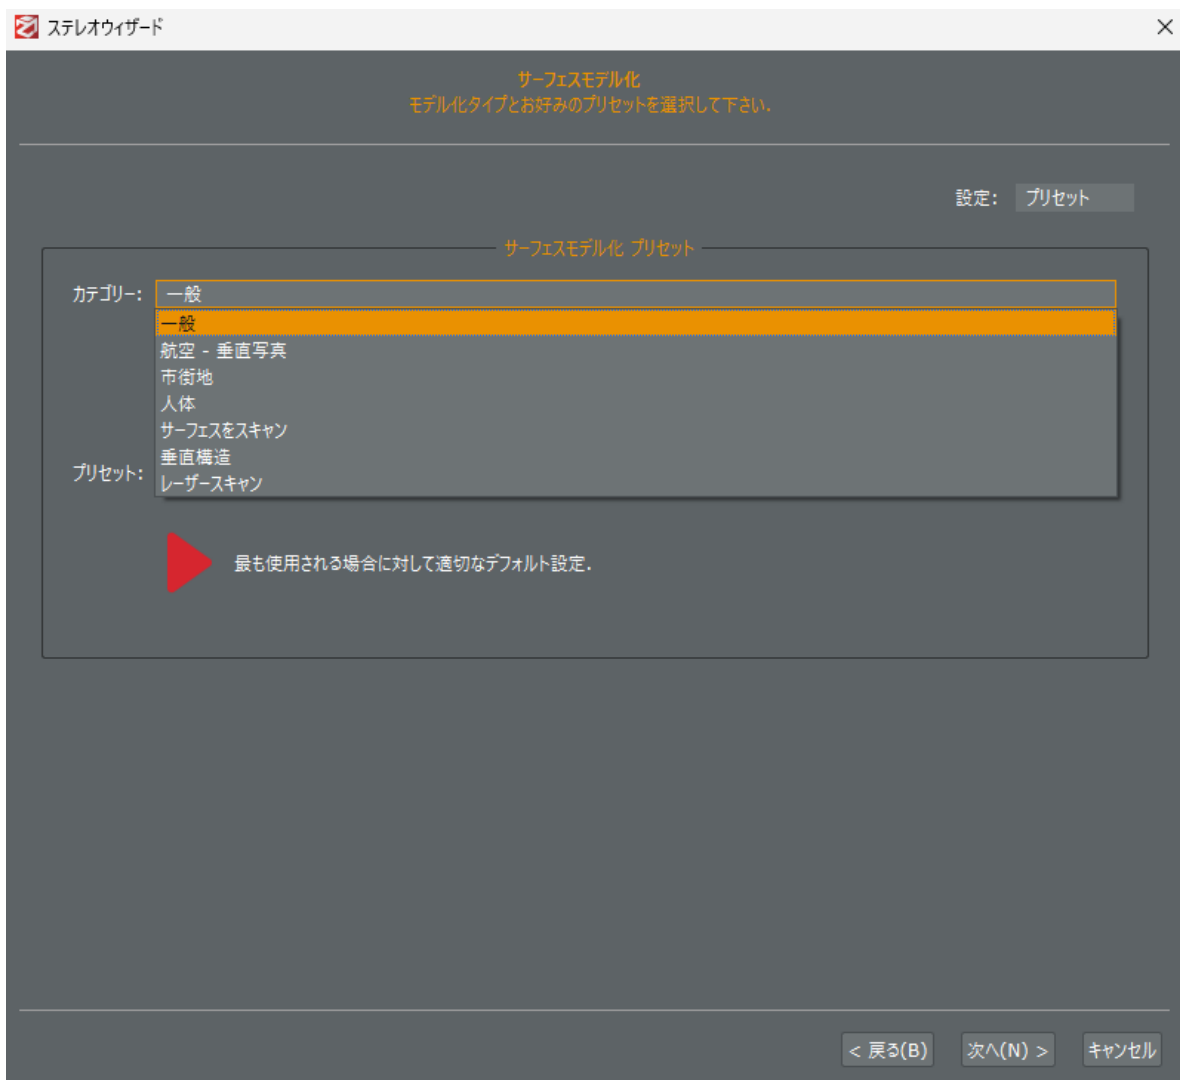 ステレオウィザード
サーフェスモデル化
モデル化タイプとお好みのプリセットを選択して下さい.
設定: プリセット
サーフェスモデル化 プリセット
カテゴリー: 一般
一般
航空 - 垂直写真
市街地
人体
サーフェスをスキャン
垂直構造
プリセット:
レーザースキャン
最も使用される場合に対して適切なデフォルト設定.
< 戻る(B) 次へ(N) > キャンセル